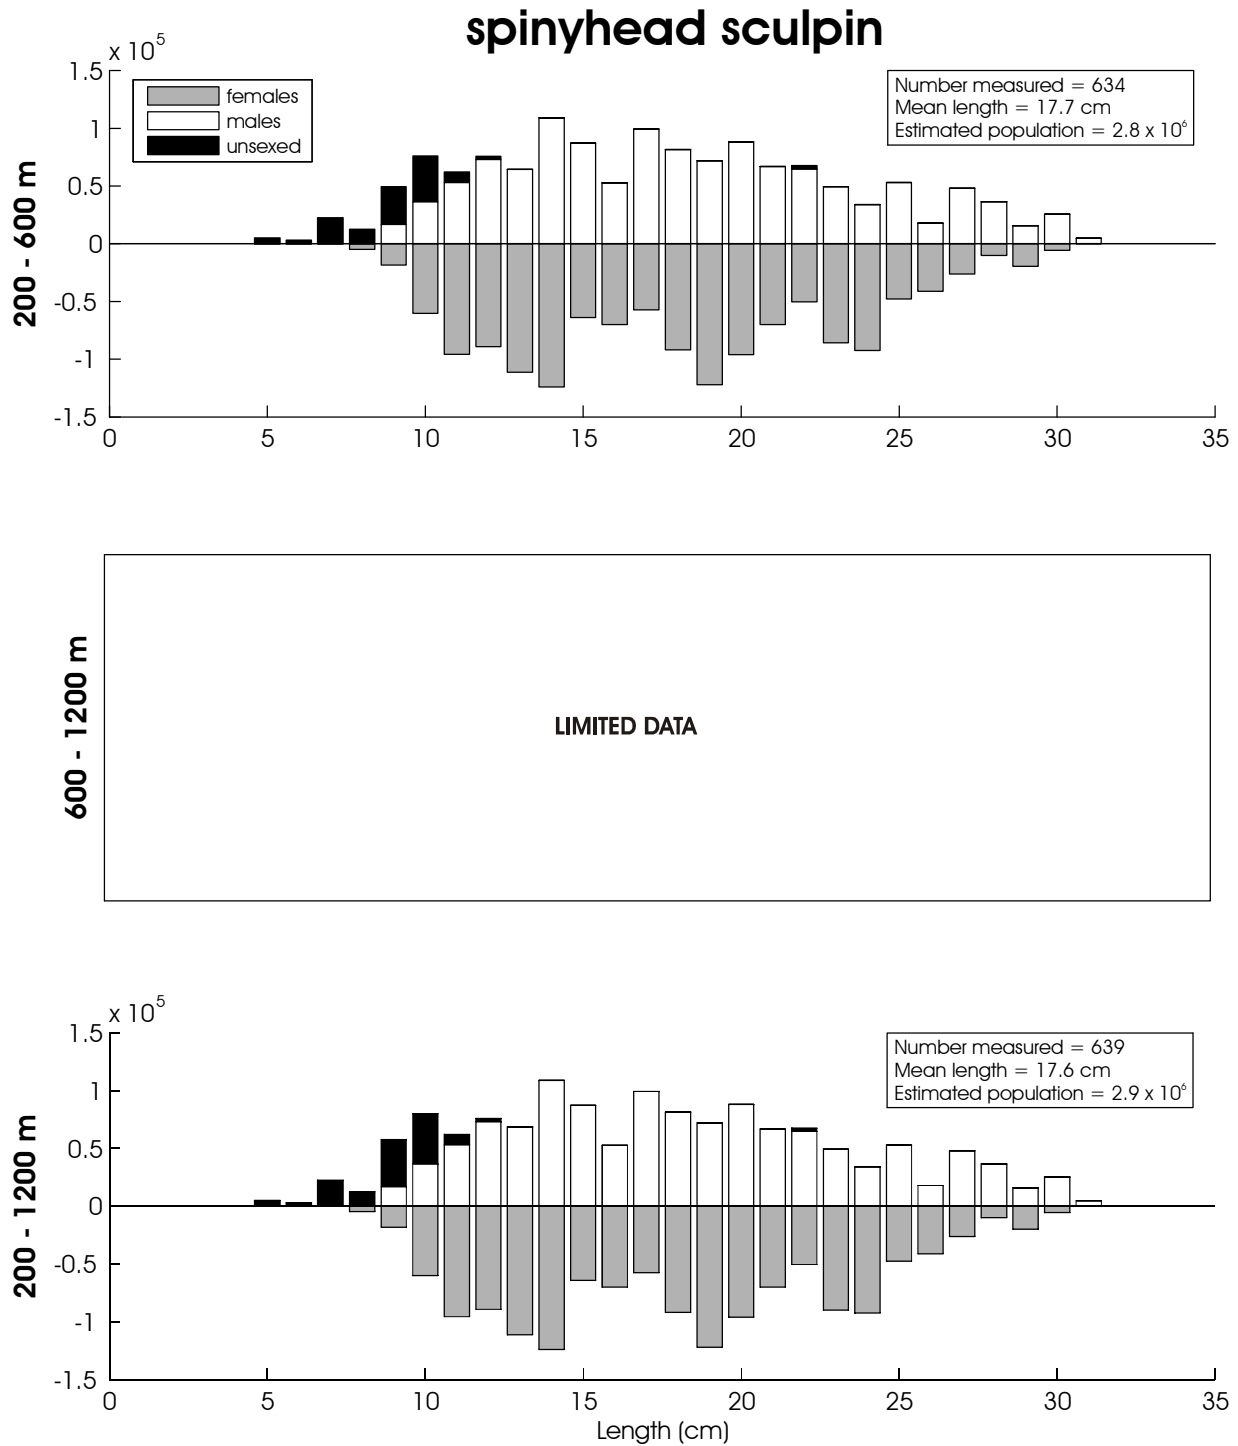 spinyhead sculpin
x 10^5
1.5
1
0.5
0
-0.5
-1
-1.5
200 - 600 m
females
males
unsexed
Number measured = 634
Mean length = 17.7 cm
Estimated population = 2.8 x 10^6
0 5 10 15 20 25 30 35
600 - 1200 m
LIMITED DATA
x 10^5
1.5
1
0.5
0
-0.5
-1
-1.5
200 - 1200 m
Number measured = 639
Mean length = 17.6 cm
Estimated population = 2.9 x 10^6
0 5 10 15 20 25 30 35
Length (cm)